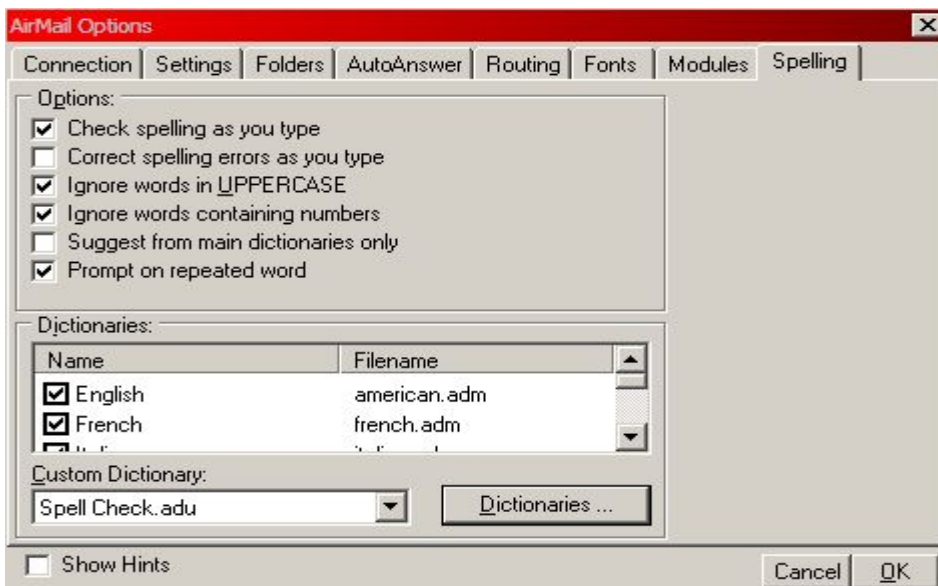 AirMail Options
Connection Settings Folders AutoAnswer Routing Fonts Modules Spelling
Options:
Check spelling as you type
Correct spelling errors as you type
Ignore words in UPPERCASE
Ignore words containing numbers
Suggest from main dictionaries only
Prompt on repeated word
Dictionaries:
Name Filename
English american.adm
French french.adm
Custom Dictionary:
Spell Check.adu Dictionaries ...
Show Hints Cancel OK